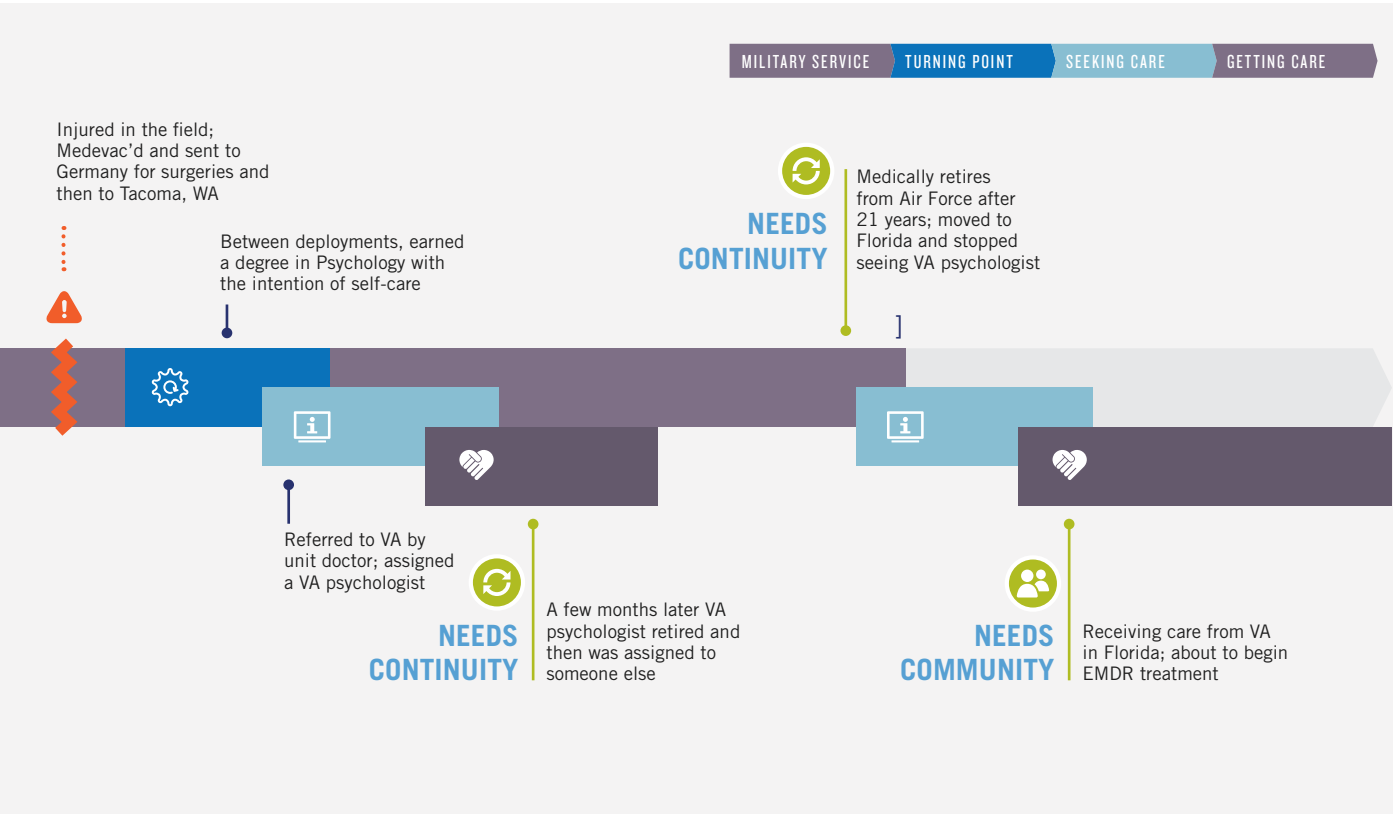 MILITARY SERVICE
TURNING POINT
SEEKING CARE
GETTING CARE
Injured in the field;
Medevac’d and sent to
Germany for surgeries and
then to Tacoma, WA
Between deployments, earned
a degree in Psychology with
the intention of self-care
NEEDS
CONTINUITY
Medically retires
from Air Force after
21 years; moved to
Florida and stopped
seeing VA psychologist
]
Referred to VA by
unit doctor; assigned
a VA psychologist
NEEDS
CONTINUITY
A few months later VA
psychologist retired and
then was assigned to
someone else
NEEDS
COMMUNITY
Receiving care from VA
in Florida; about to begin
EMDR treatment